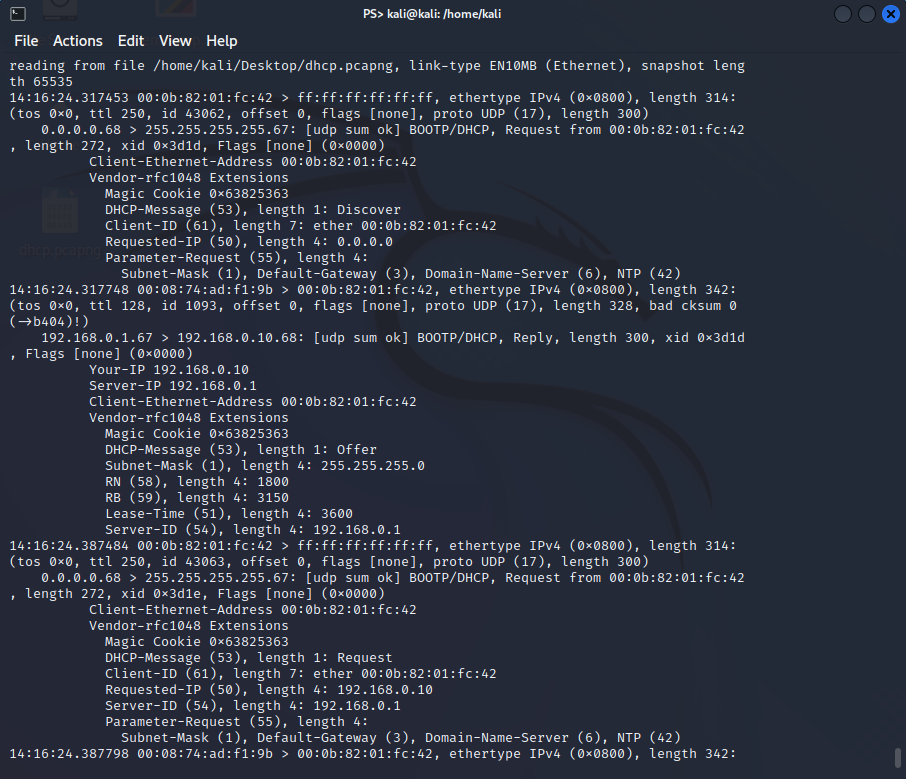 PS> kali@kali: /home/kali
File Actions Edit View Help
reading from file /home/kali/Desktop/dhcp.pcapng, link-type EN10MB (Ethernet), snapshot leng
th 65535
14:16:24.317453 00:0b:82:01:fc:42 > ff:ff:ff:ff:ff:ff, ethertype IPv4 (0×0800), length 314:
(tos 0×0, ttl 250, id 43062, offset 0, flags [none], proto UDP (17), length 300)
    0.0.0.0.68 > 255.255.255.255.67: [udp sum ok] BOOTP/DHCP, Request from 00:0b:82:01:fc:42
, length 272, xid 0×3d1d, Flags [none] (0×0000)
          Client-Ethernet-Address 00:0b:82:01:fc:42
          Vendor-rfc1048 Extensions
            Magic Cookie 0×63825363
            DHCP-Message (53), length 1: Discover
            Client-ID (61), length 7: ether 00:0b:82:01:fc:42
            Requested-IP (50), length 4: 0.0.0.0
            Parameter-Request (55), length 4:
              Subnet-Mask (1), Default-Gateway (3), Domain-Name-Server (6), NTP (42)
14:16:24.317748 00:08:74:ad:f1:9b > 00:0b:82:01:fc:42, ethertype IPv4 (0×0800), length 342:
(tos 0×0, ttl 128, id 1093, offset 0, flags [none], proto UDP (17), length 328, bad cksum 0
(→b404)!)
    192.168.0.1.67 > 192.168.0.10.68: [udp sum ok] BOOTP/DHCP, Reply, length 300, xid 0×3d1d
, Flags [none] (0×0000)
          Your-IP 192.168.0.10
          Server-IP 192.168.0.1
          Client-Ethernet-Address 00:0b:82:01:fc:42
          Vendor-rfc1048 Extensions
            Magic Cookie 0×63825363
            DHCP-Message (53), length 1: Offer
            Subnet-Mask (1), length 4: 255.255.255.0
            RN (58), length 4: 1800
            RB (59), length 4: 3150
            Lease-Time (51), length 4: 3600
            Server-ID (54), length 4: 192.168.0.1
14:16:24.387484 00:0b:82:01:fc:42 > ff:ff:ff:ff:ff:ff, ethertype IPv4 (0×0800), length 314:
(tos 0×0, ttl 250, id 43063, offset 0, flags [none], proto UDP (17), length 300)
    0.0.0.0.68 > 255.255.255.255.67: [udp sum ok] BOOTP/DHCP, Request from 00:0b:82:01:fc:42
, length 272, xid 0×3d1e, Flags [none] (0×0000)
          Client-Ethernet-Address 00:0b:82:01:fc:42
          Vendor-rfc1048 Extensions
            Magic Cookie 0×63825363
            DHCP-Message (53), length 1: Request
            Client-ID (61), length 7: ether 00:0b:82:01:fc:42
            Requested-IP (50), length 4: 192.168.0.10
            Server-ID (54), length 4: 192.168.0.1
            Parameter-Request (55), length 4:
              Subnet-Mask (1), Default-Gateway (3), Domain-Name-Server (6), NTP (42)
14:16:24.387798 00:08:74:ad:f1:9b > 00:0b:82:01:fc:42, ethertype IPv4 (0×0800), length 342:
dhcp.pcapng